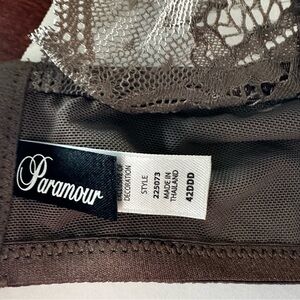 Paramour
DECORATION
STYLE
225073
MADE IN
THAILAND
42DDD